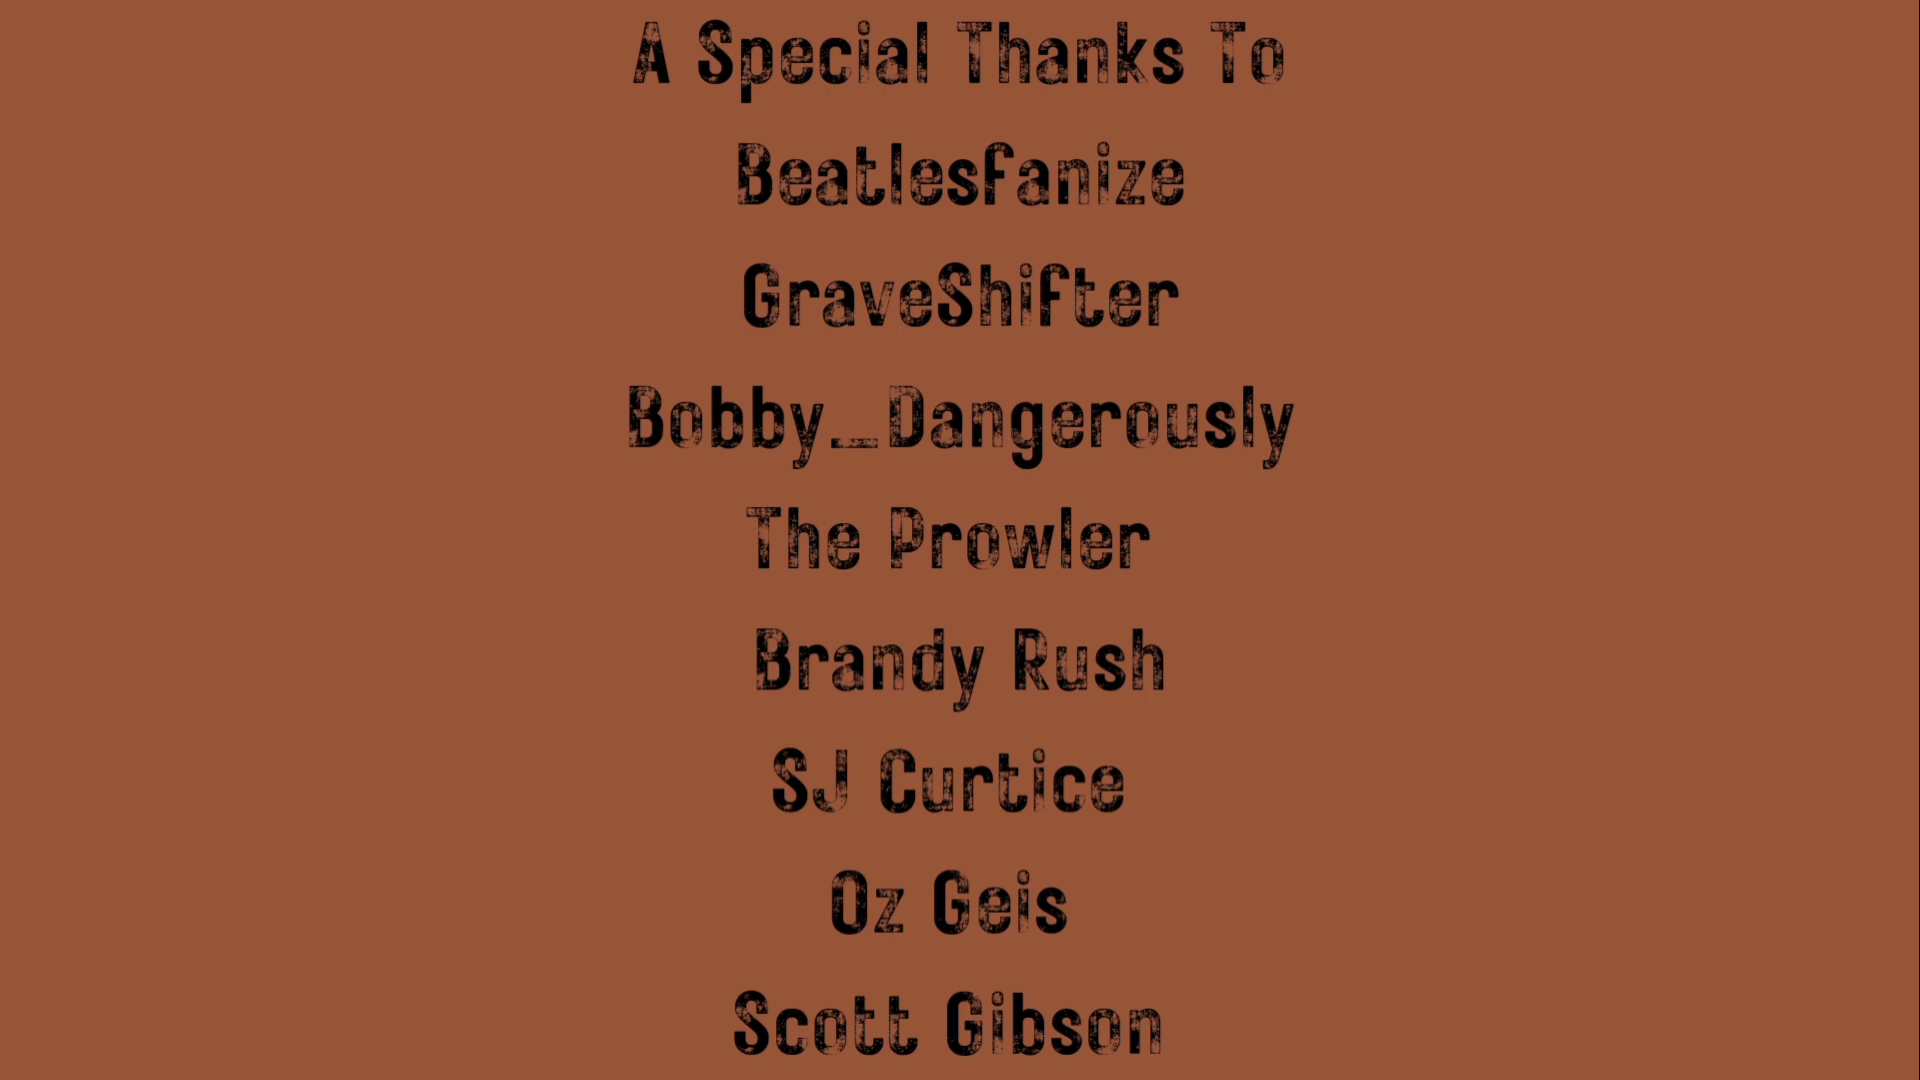 A Special Thanks To
Beatlesfanize
GraveShifter
Bobby_Dangerously
The Prowler
Brandy Rush
SJ Curtice
Oz Geis
Scott Gibson